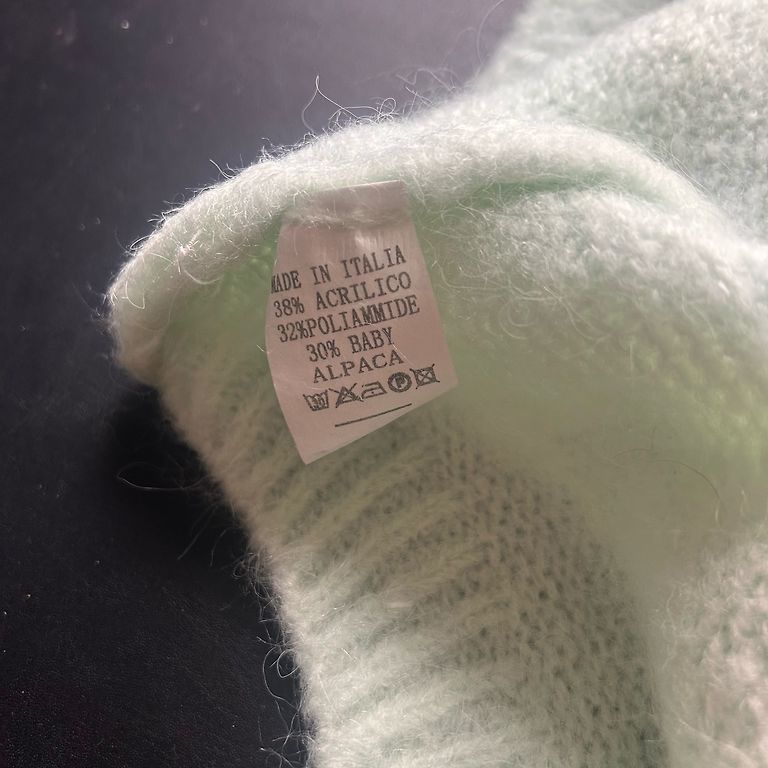 MADE IN ITALIA
38% ACRILICO
32%POLIAMMIDE
30% BABY
ALPACA
P